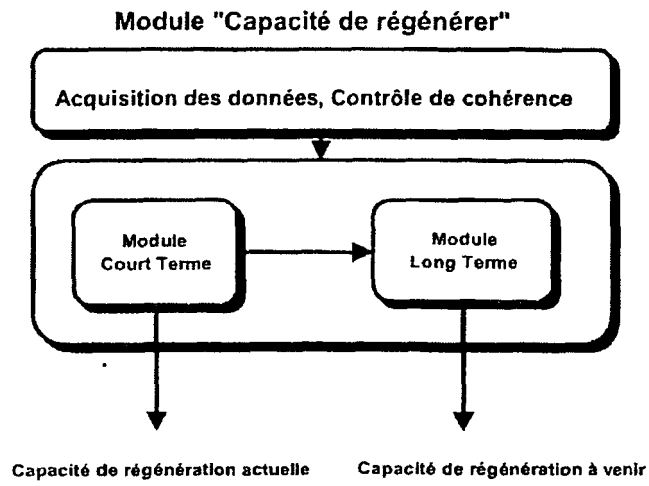 Module "Capacité de régénérer"
Acquisition des données, Contrôle de cohérence
Module
Court Terme
Module
Long Terme
Capacité de régénération actuelle
Capacité de régénération à venir